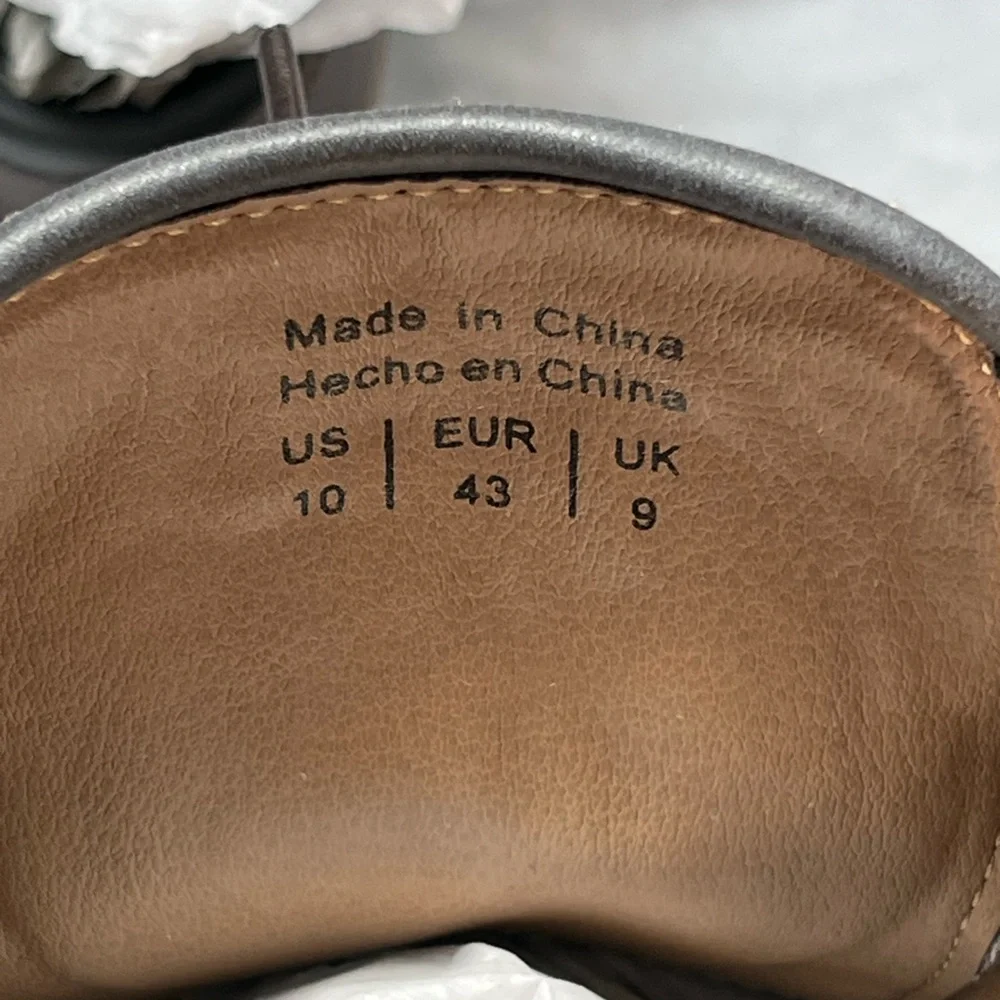 Made in China
Hecho en China
US | EUR | UK
10 | 43 | 9